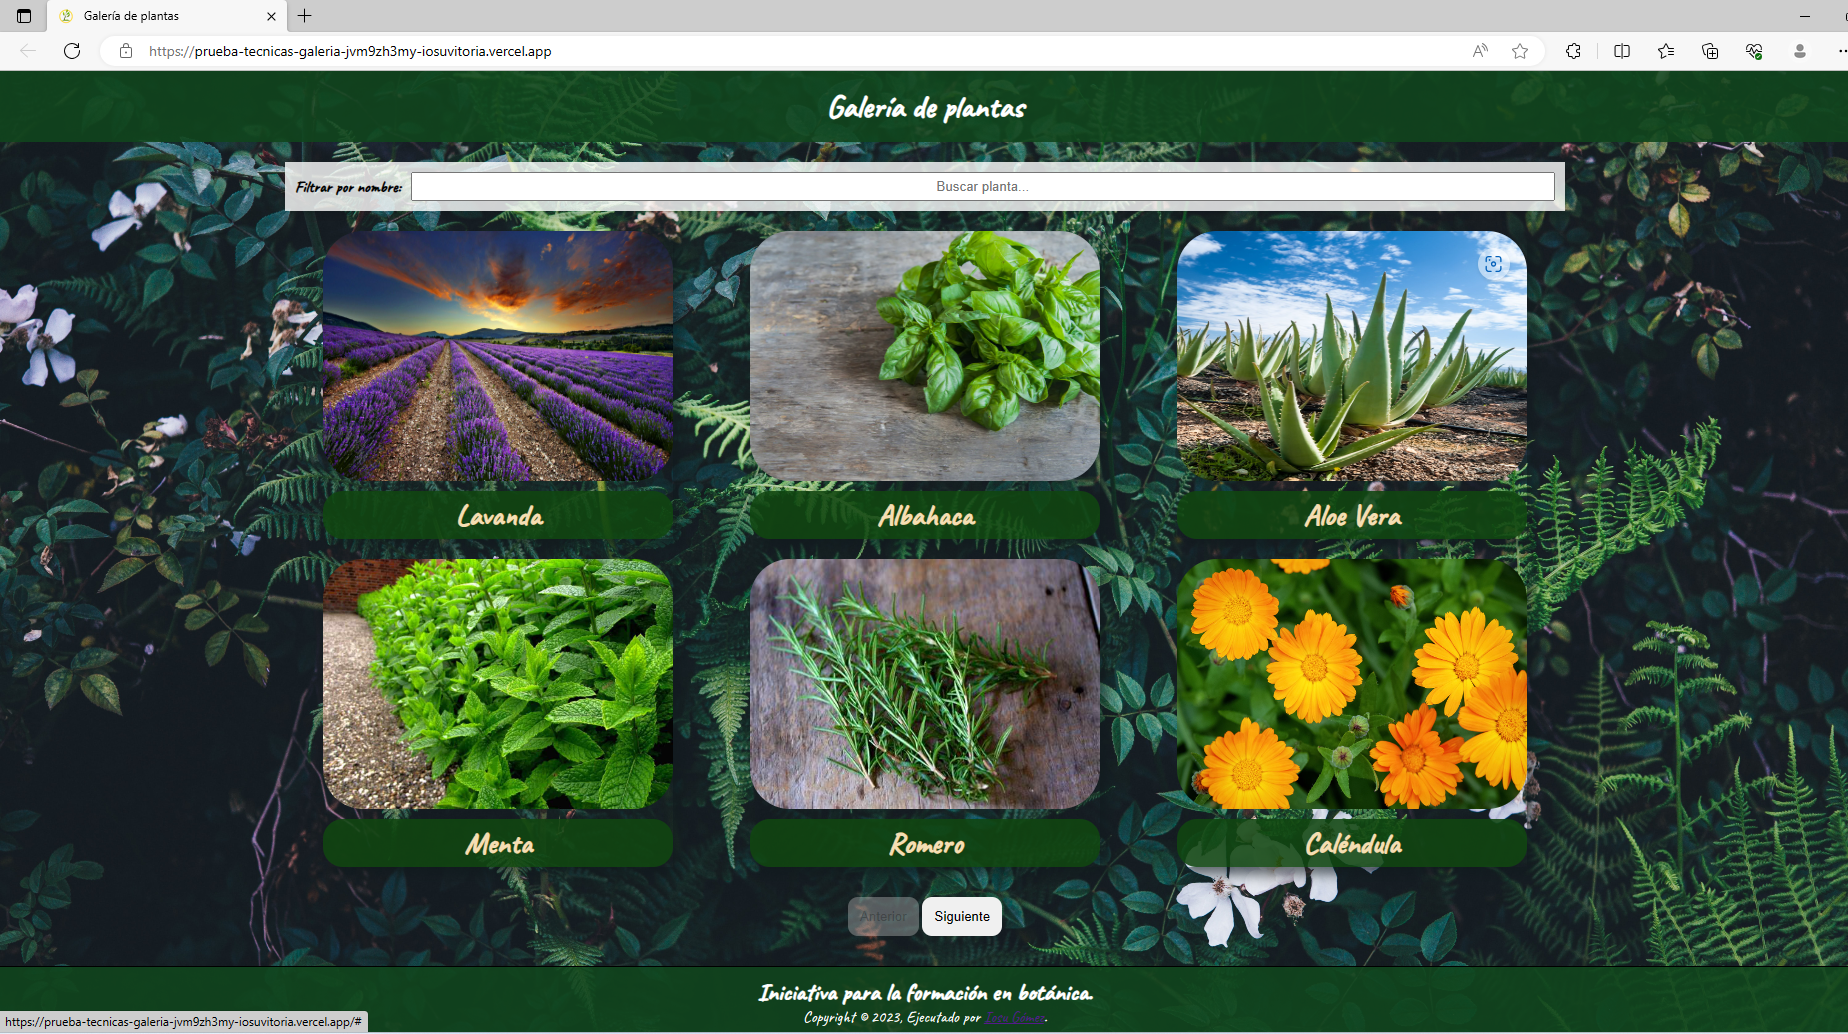 Galería de plantas
https://prueba-tecnicas-galeria-jvm9zh3my-iosuvitoria.vercel.app
Galería de plantas
Filtrar por nombre:
Buscar planta...
Lavanda
Albahaca
Aloe Vera
Menta
Romero
Caléndula
Anterior
Siguiente
Iniciativa para la formación en botánica.
Copyright © 2023, Ejecutado por Iosu Gómez.
https://prueba-tecnicas-galeria-jvm9zh3my-iosuvitoria.vercel.app/#